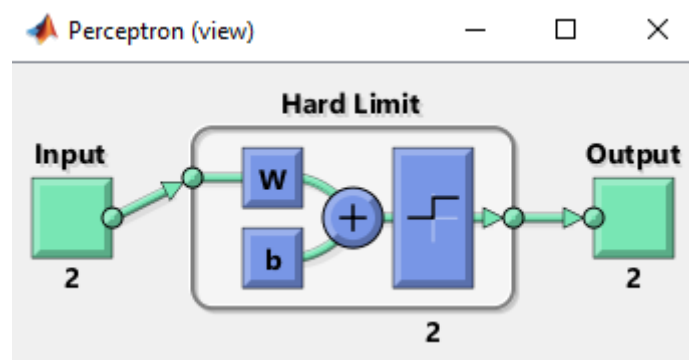 Perceptron (view)
Hard Limit
Input
Output
W
+
b
2
2
2